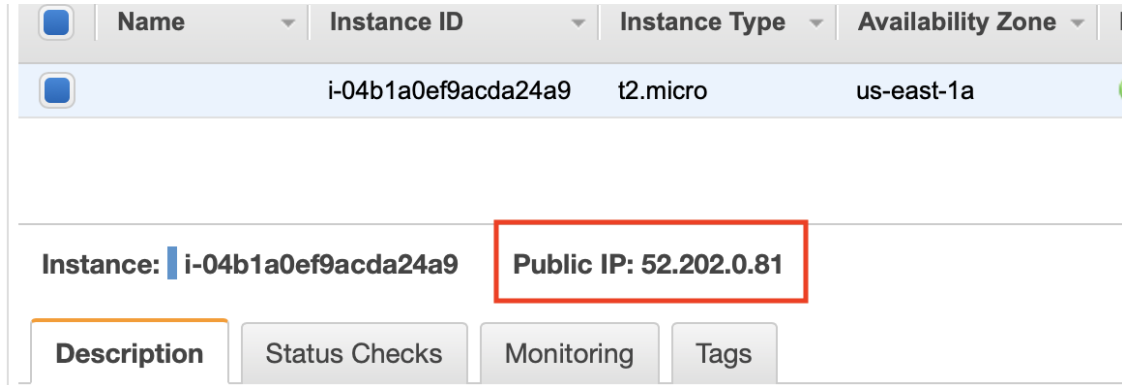 Name Instance ID Instance Type Availability Zone
i-04b1a0ef9acda24a9 t2.micro us-east-1a
Instance: i-04b1a0ef9acda24a9 Public IP: 52.202.0.81
Description Status Checks Monitoring Tags